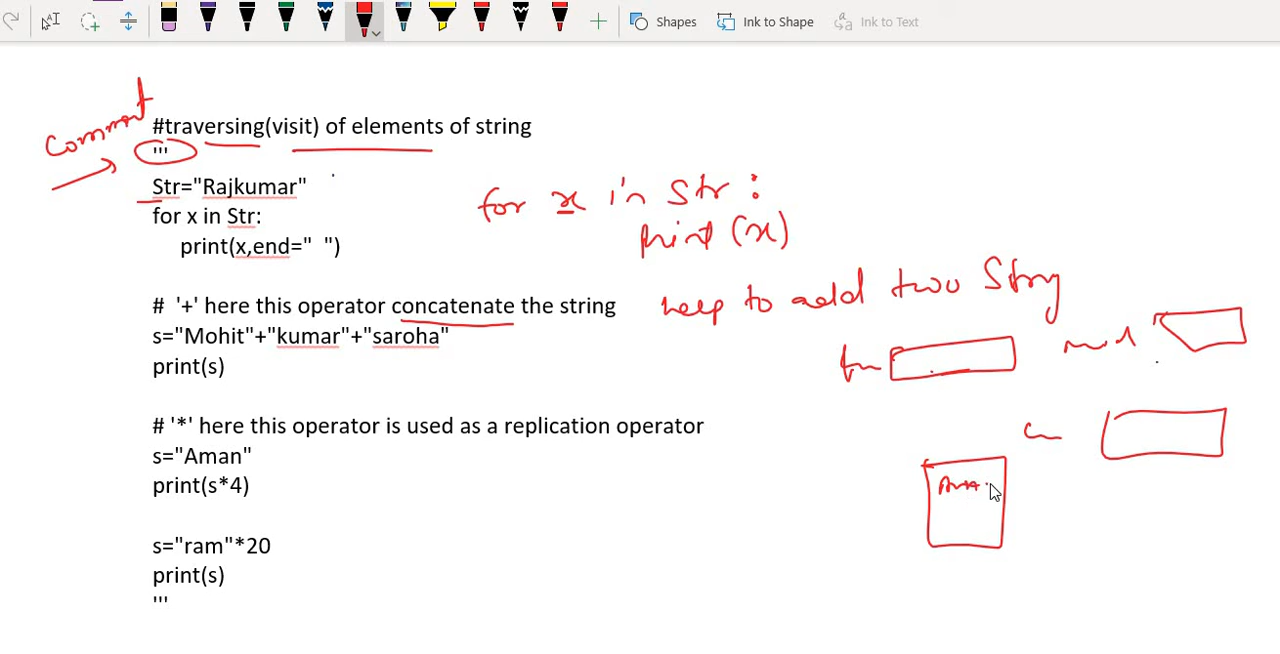 Shapes Ink to Shape Ink to Text
Comment
#traversing(visit) of elements of string
'''
Str="Rajkumar"
for x in Str:
print(x,end=" ")
for x in Str :
print (x)
# '+' here this operator concatenate the string
help to add two String
s="Mohit"+"kumar"+"saroha"
print(s)
# '*' here this operator is used as a replication operator
s="Aman"
print(s*4)
s="ram"*20
print(s)
'''